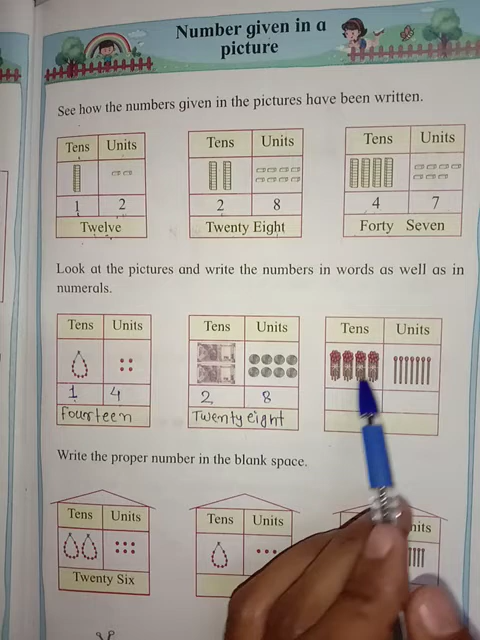 Number given in a
picture
See how the numbers given in the pictures have been written.
Tens Units
1 2
Twelve
Tens Units
2 8
Twenty Eight
Tens Units
4 7
Forty Seven
Look at the pictures and write the numbers in words as well as in
numerals.
Tens Units
1 4
fourteen
Tens Units
2 8
Twenty eight
Tens Units
Write the proper number in the blank space.
Tens Units
Twenty Six
Tens Units